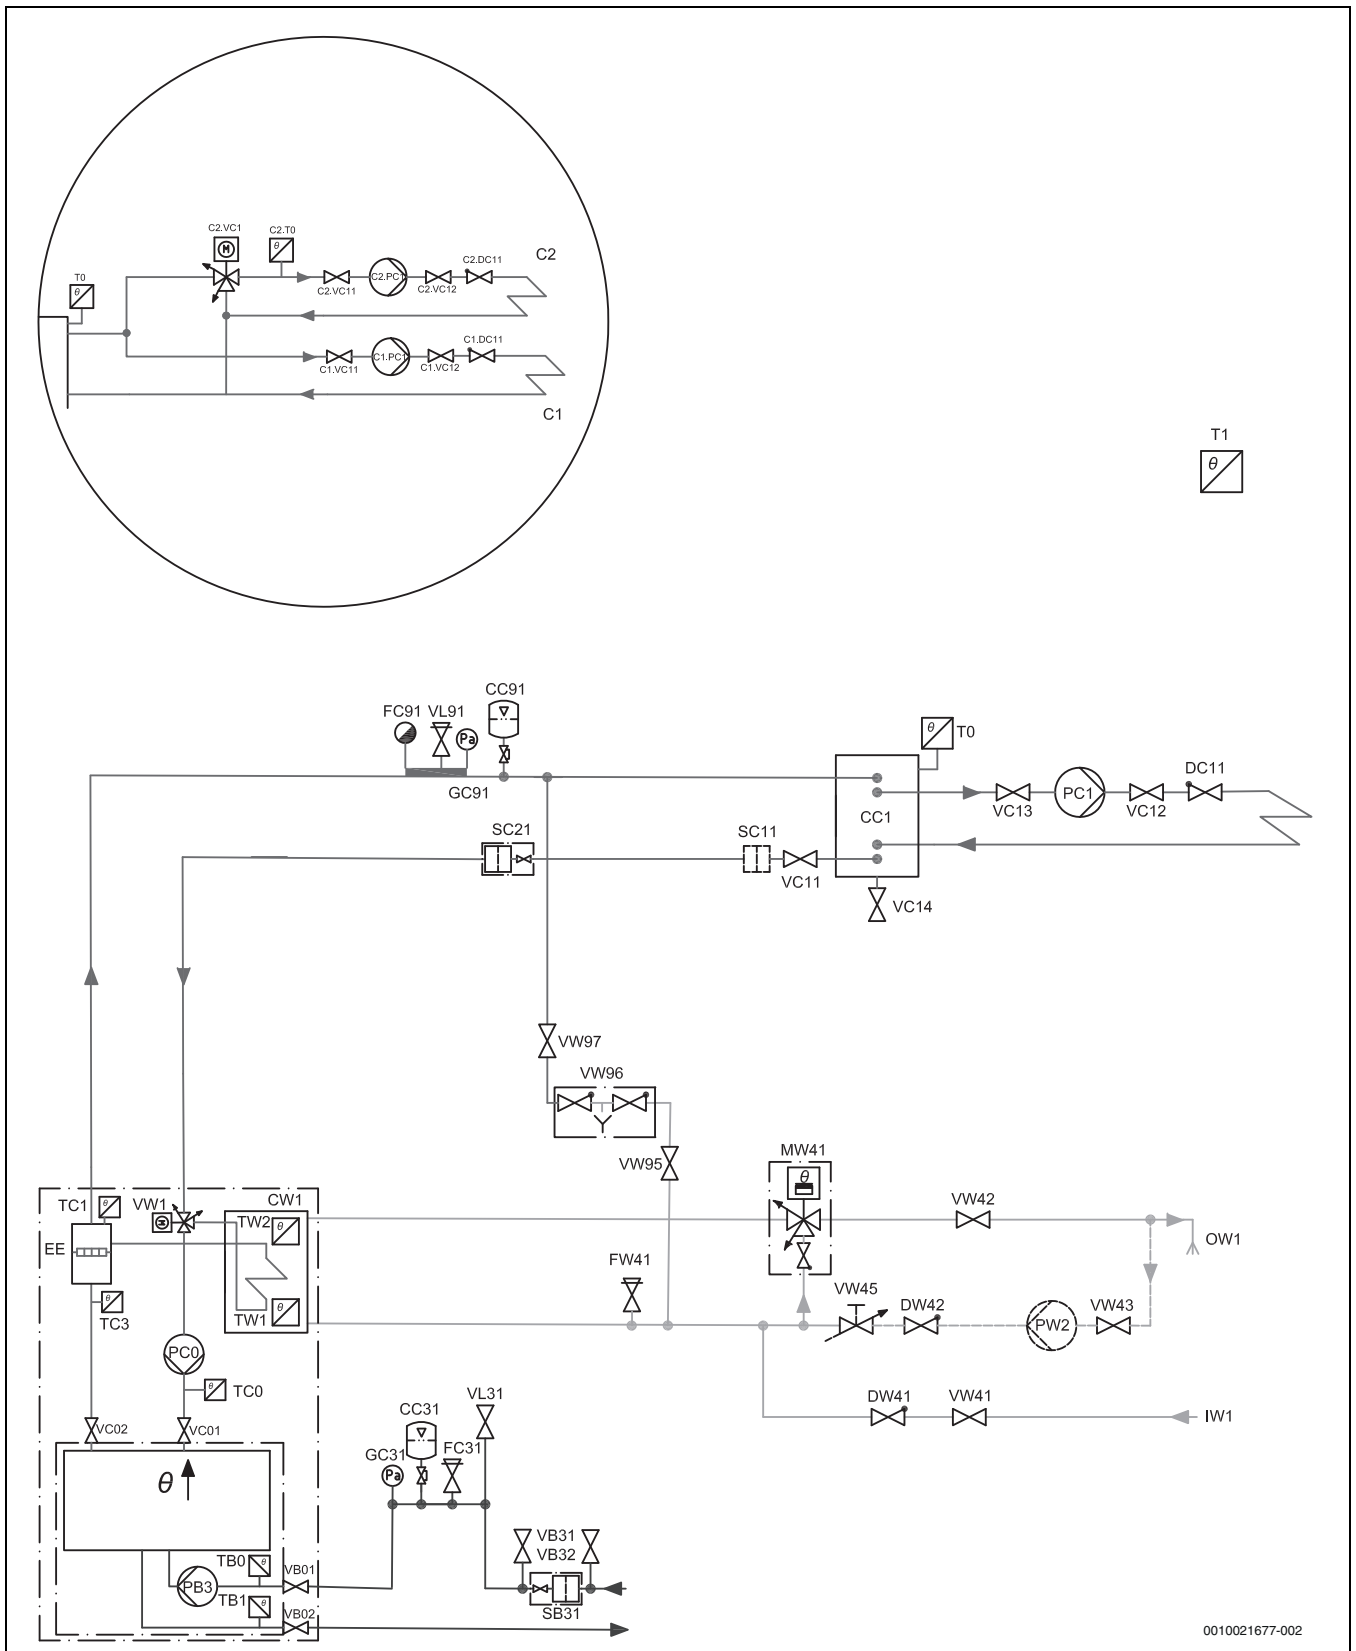 C2.VC1
C2.T0
M
θ
C2
C2.DC11
T0
θ
C2.PC1
C2.VC11
C2.VC12
C1.DC11
C1.PC1
C1.VC11
C1.VC12
C1
T1
θ
CC91
FC91
VL91
Pa
GC91
θ
T0
DC11
PC1
VC13
VC12
CC1
SC21
SC11
VC11
VC14
VW97
VW96
VW95
MW41
θ
VW42
OW1
TC1
θ
VW1
M
CW1
TW2
θ
EE
FW41
VW45
DW42
VW43
PW2
TW1
θ
θ
TC3
PC0
θ
TC0
VL31
DW41
VW41
IW1
VC02
VC01
CC31
GC31
FC31
Pa
θ
VB31
VB32
TB0
θ
VB01
PB3
TB1
θ
VB02
SB31
0010021677-002